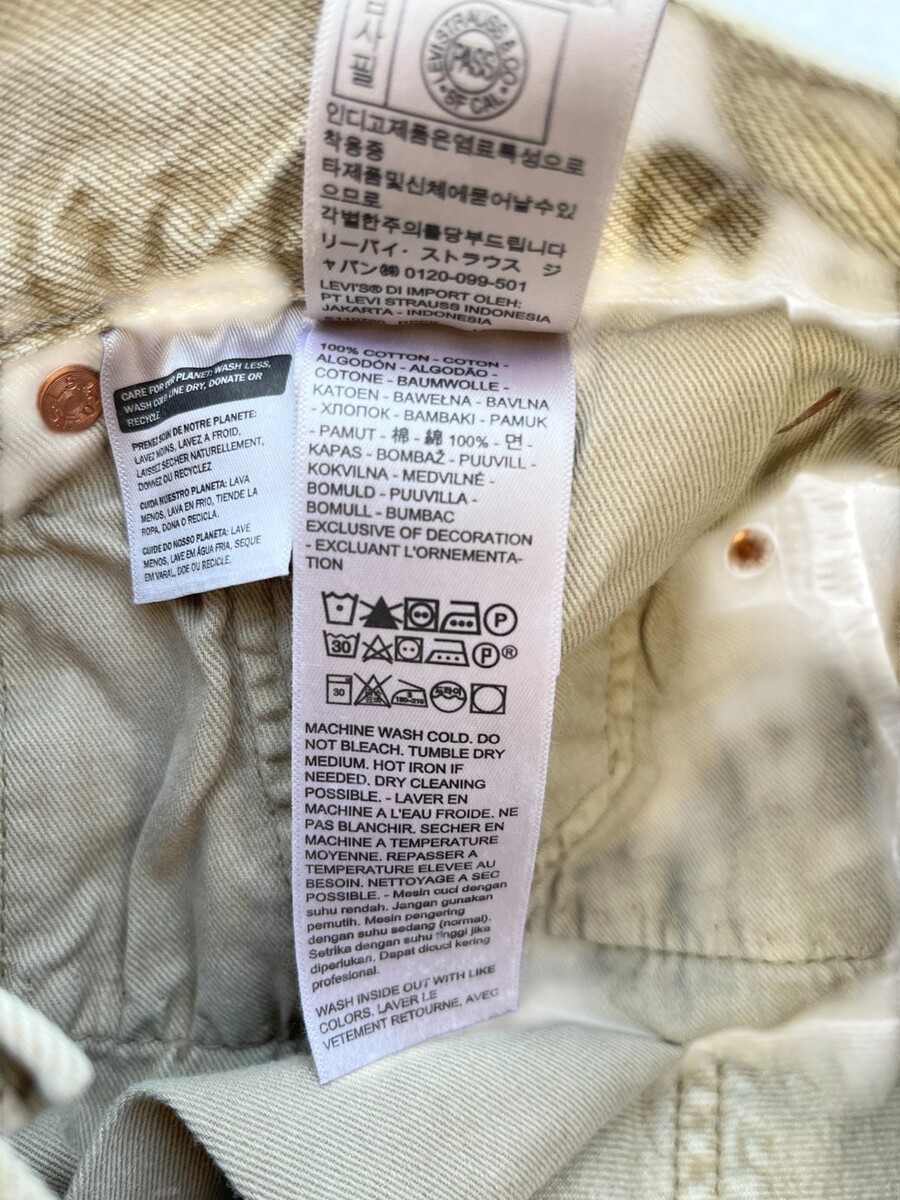 검사필
LEVI STRAUSS & CO
PASS
SF CAL
인디고제품은염료특성으로
착용중
타제품및신체에묻어날수있
으므로
각별한주의를당부드립니다
リーバイ・ストラウス ジ
ャパン㈱ 0120-099-501
LEVI'S® DI IMPORT OLEH:
PT LEVI STRAUSS INDONESIA
JAKARTA - INDONESIA
CARE FOR OUR PLANET: WASH LESS,
WASH COLD, LINE DRY, DONATE OR
RECYCLE
PRENEZ SOIN DE NOTRE PLANETE:
LAVEZ MOINS, LAVEZ A FROID,
LAISSEZ SECHER NATURELLEMENT,
DONNEZ OU RECYCLEZ
CUIDA NUESTRO PLANETA: LAVA
MENOS, LAVA EN FRIO, TIENDE LA
ROPA, DONA O RECICLA.
CUIDE DO NOSSO PLANETA: LAVE
MENOS, LAVE EM ÁGUA FRIA, SEQUE
EM VARAL, DOE OU RECICLE.
100% COTTON - COTON -
ALGODÓN - ALGODÃO -
COTONE - BAUMWOLLE -
KATOEN - BAWEŁNA - BAVLNA
- ХЛОПОК - BAMBAKI - PAMUK
- PAMUT - 棉 - 綿 100% - 면 -
KAPAS - BOMBAŽ - PUUVILL -
KOKVILNA - MEDVILNĖ -
BOMULD - PUUVILLA -
BOMULL - BUMBAC
EXCLUSIVE OF DECORATION
- EXCLUANT L'ORNEMENTA-
TION
P
30 P®
30 180~210 드라이
MACHINE WASH COLD. DO
NOT BLEACH. TUMBLE DRY
MEDIUM. HOT IRON IF
NEEDED. DRY CLEANING
POSSIBLE. - LAVER EN
MACHINE A L'EAU FROIDE. NE
PAS BLANCHIR. SECHER EN
MACHINE A TEMPERATURE
MOYENNE. REPASSER A
TEMPERATURE ELEVEE AU
BESOIN. NETTOYAGE A SEC
POSSIBLE. - Mesin cuci dengan
suhu rendah. Jangan gunakan
pemutih. Mesin pengering
dengan suhu sedang (normal).
Setrika dengan suhu tinggi jika
diperlukan. Dapat dicuci kering
profesional.
WASH INSIDE OUT WITH LIKE
COLORS. LAVER LE
VETEMENT RETOURNE, AVEC